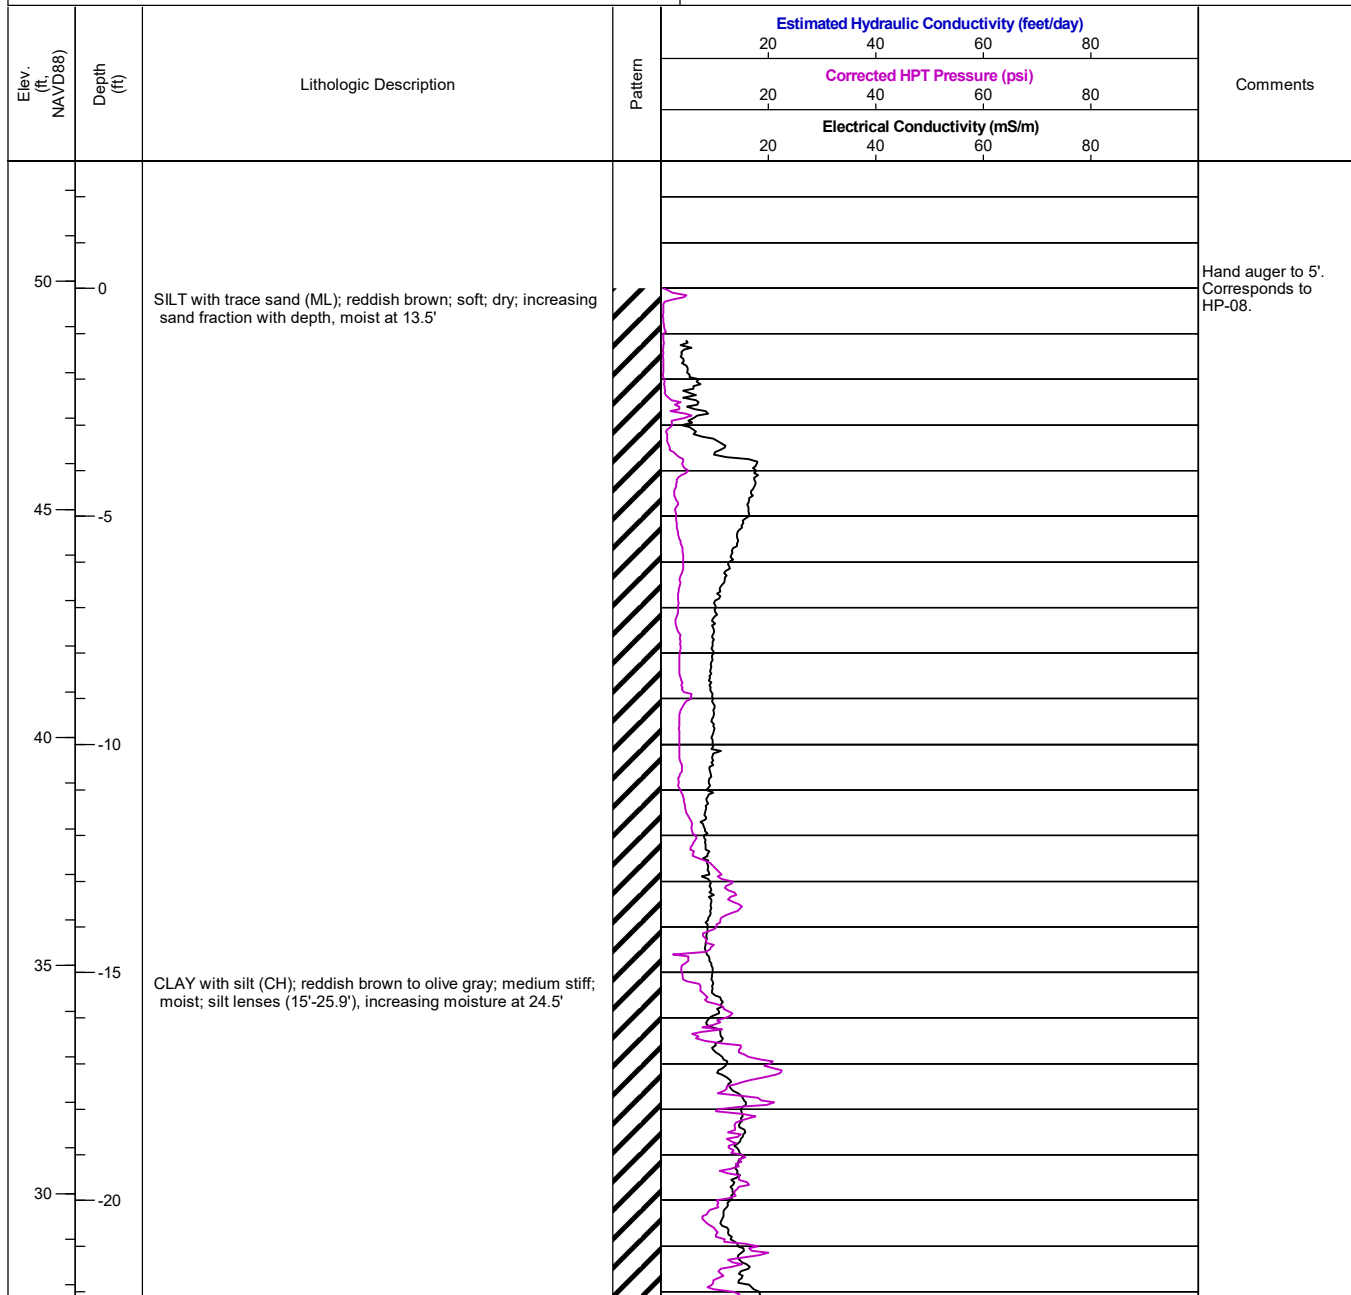 Elev.
(ft,
NAVD88)
Depth
(ft)
Lithologic Description
Pattern
Estimated Hydraulic Conductivity (feet/day)
20 40 60 80
Corrected HPT Pressure (psi)
20 40 60 80
Electrical Conductivity (mS/m)
20 40 60 80
Comments
50
0
SILT with trace sand (ML); reddish brown; soft; dry; increasing
sand fraction with depth, moist at 13.5'
Hand auger to 5'.
Corresponds to
HP-08.
45
-5
40
-10
35
-15
CLAY with silt (CH); reddish brown to olive gray; medium stiff;
moist; silt lenses (15'-25.9'), increasing moisture at 24.5'
30
-20